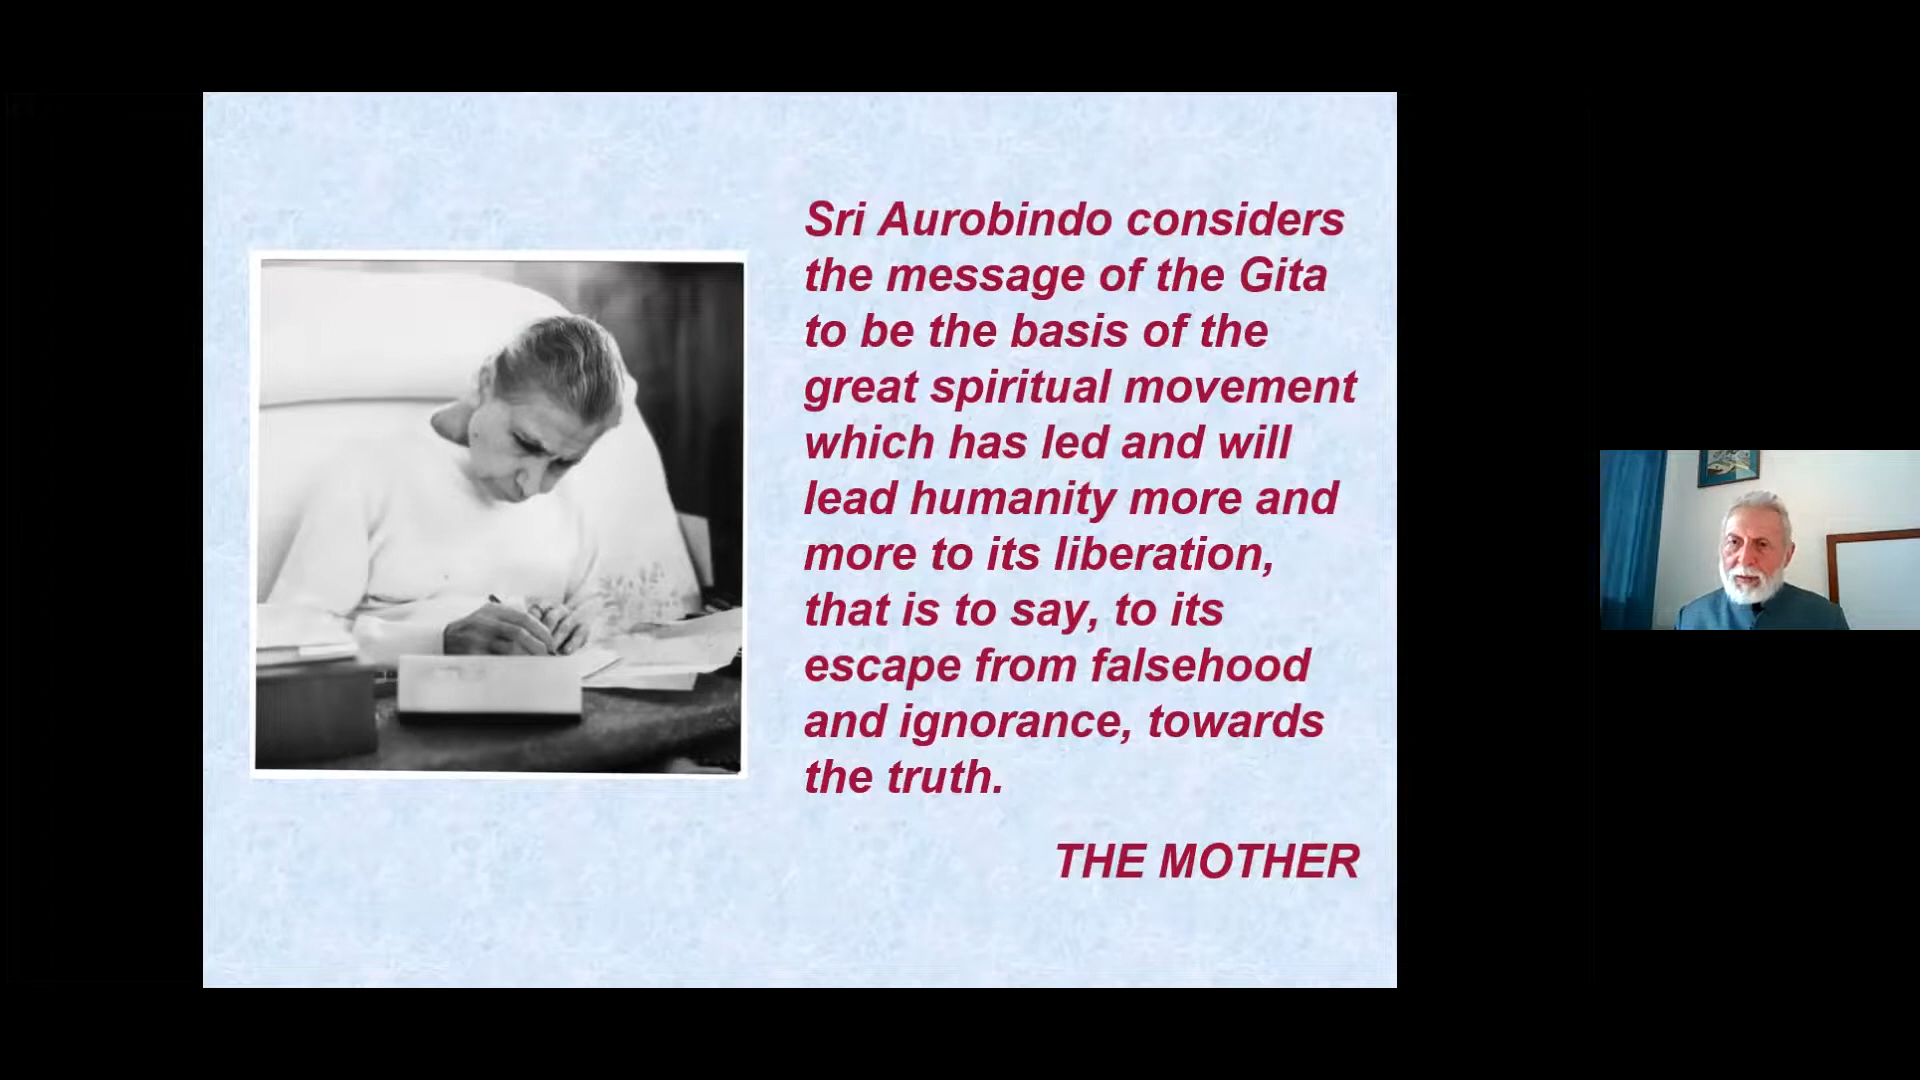 Sri Aurobindo considers
the message of the Gita
to be the basis of the
great spiritual movement
which has led and will
lead humanity more and
more to its liberation,
that is to say, to its
escape from falsehood
and ignorance, towards
the truth.
THE MOTHER